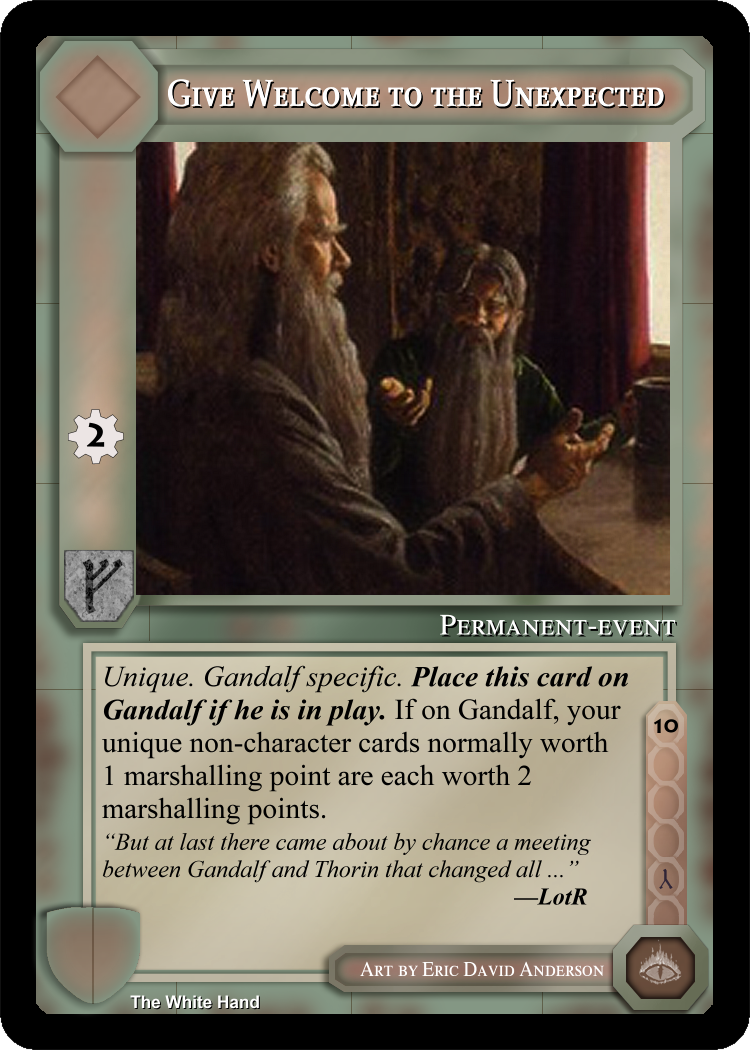 Give Welcome to the Unexpected
2
Permanent-event
Unique. Gandalf specific. Place this card on
Gandalf if he is in play. If on Gandalf, your
unique non-character cards normally worth
1 marshalling point are each worth 2
marshalling points.
10
“But at last there came about by chance a meeting
between Gandalf and Thorin that changed all ...”
—LotR
Art by Eric David Anderson
The White Hand